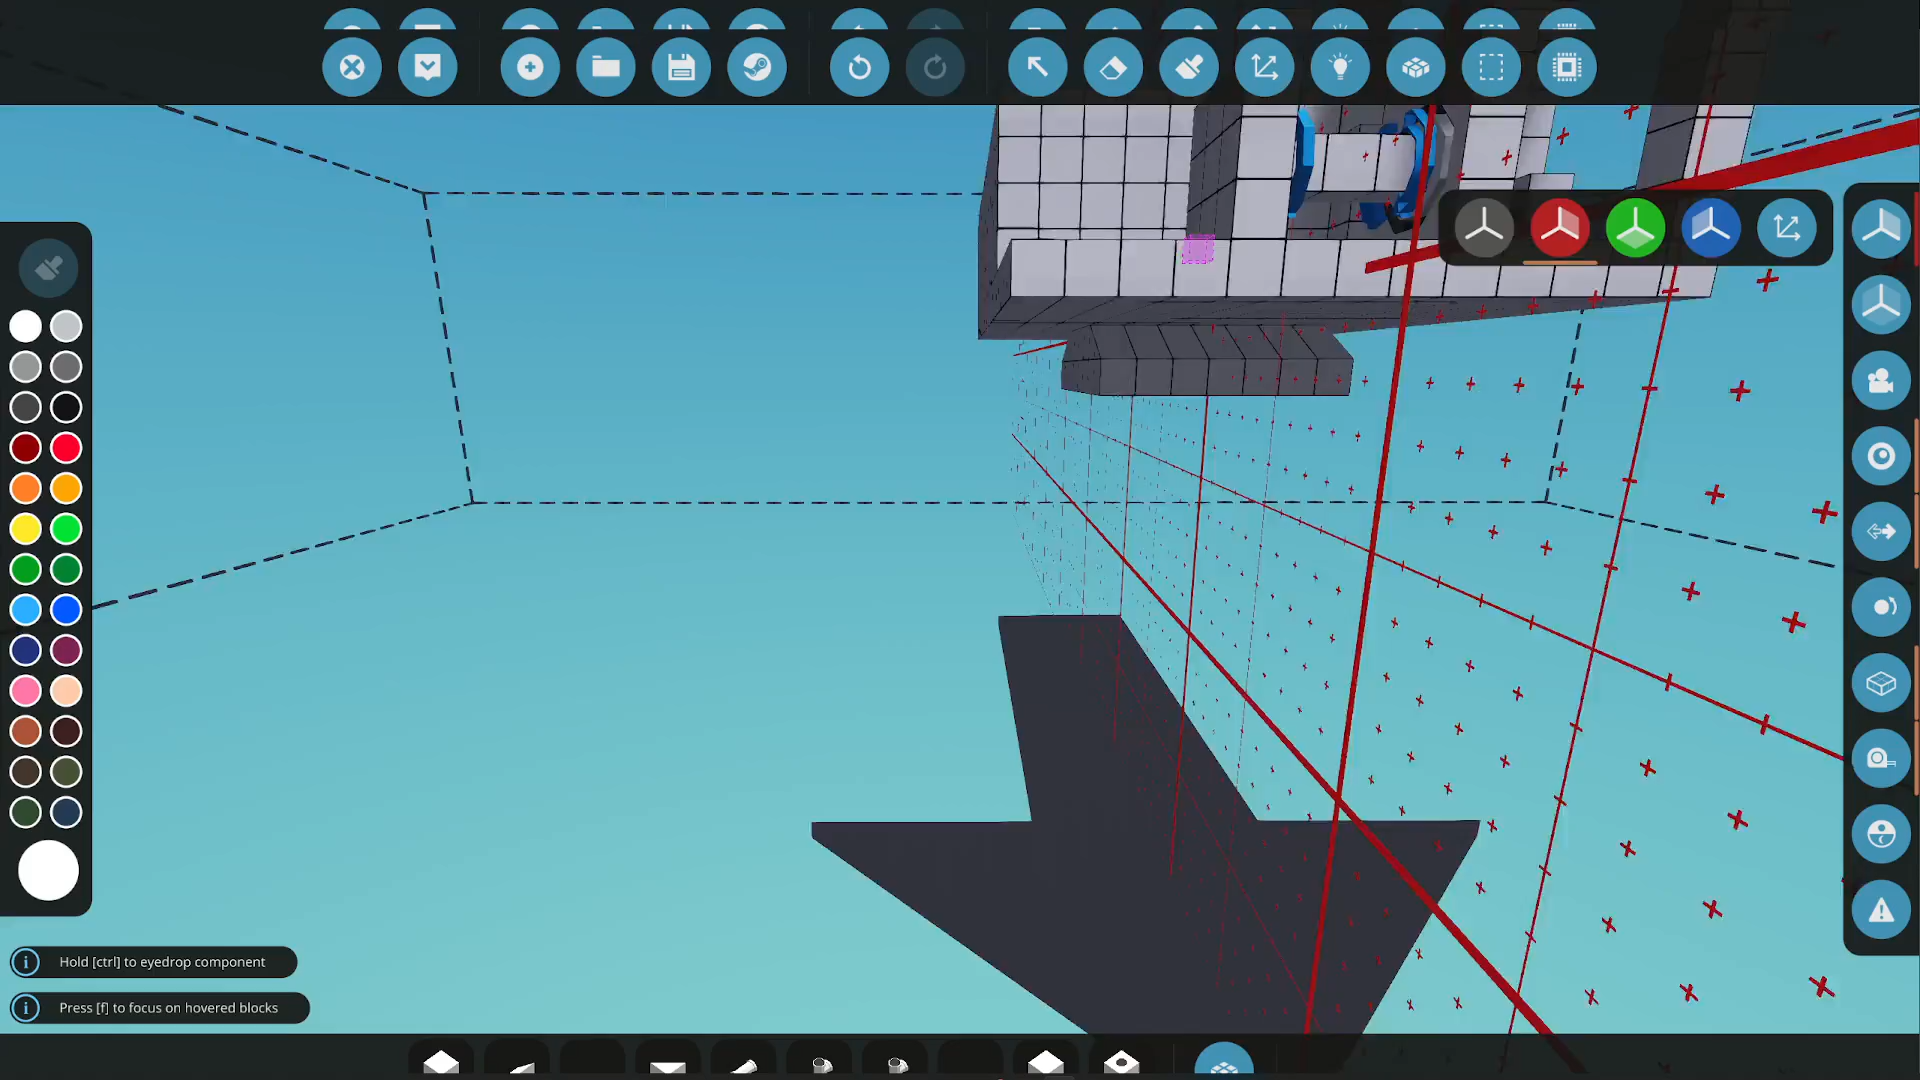 Hold [ctrl] to eyedrop component
Press [f] to focus on hovered blocks